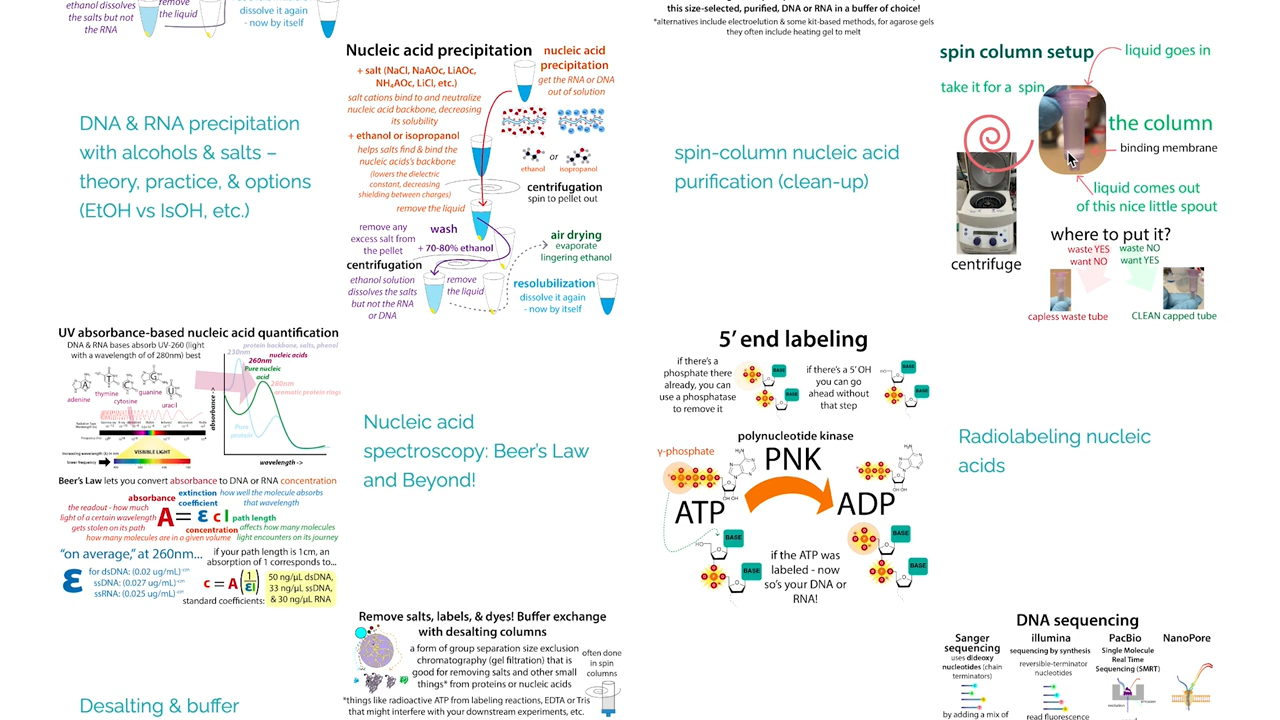 ethanol dissolves
the salts but not
the RNA
remove
the liquid
dissolve it again
- now by itself
this size-selected, purified, DNA or RNA in a buffer of choice!
*alternatives include electroelution & some kit-based methods, for agarose gels
they often include heating gel to melt
DNA & RNA precipitation
with alcohols & salts –
theory, practice, & options
(EtOH vs IsOH, etc.)
Nucleic acid precipitation
+ salt (NaCl, NaAOc, LiAOc,
NH₄AOc, LiCl, etc.)
salt cations bind to and neutralize
nucleic acid backbone, decreasing
its solubility
+ ethanol or isopropanol
helps salts find & bind the
nucleic acids's backbone
(lowers the dielectric
constant, decreasing
shielding between charges)
remove the liquid
nucleic acid
precipitation
get the RNA or DNA
out of solution
or
ethanol
isopropanol
centrifugation
spin to pellet out
remove any
excess salt from
the pellet
wash
+ 70-80% ethanol
air drying
evaporate
lingering ethanol
centrifugation
ethanol solution
dissolves the salts
but not the RNA
or DNA
remove
the liquid
resolubilization
dissolve it again
- now by itself
spin-column nucleic acid
purification (clean-up)
spin column setup
liquid goes in
take it for a spin
the column
binding membrane
liquid comes out
of this nice little spout
centrifuge
where to put it?
waste YES
want NO
waste NO
want YES
capless waste tube
CLEAN capped tube
UV absorbance-based nucleic acid quantification
DNA & RNA bases absorb UV-260 (light
with a wavelength of of 280nm) best
adenine
thymine
cytosine
guanine
uracil
VISIBLE LIGHT
lower frequency
protein backbone, salts, phenol
230nm
nucleic acids
260nm
Pure nucleic
acid
280nm
aromatic protein rings
Pure
protein
absorbance ->
wavelength ->
Beer's Law lets you convert absorbance to DNA or RNA concentration
absorbance
the readout - how much
light of a certain wavelength
gets stolen on its path
extinction
coefficient
how well the molecule absorbs
that wavelength
A= ε c l
path length
affects how many molecules
light encounters on its journey
concentration
how many molecules are in a given volume
"on average," at 260nm...
ε
for dsDNA: (0.02 ug/mL)⁻ᶜᵐ
ssDNA: (0.027 ug/mL)⁻ᶜᵐ
ssRNA: (0.025 ug/mL)⁻ᶜᵐ
if your path length is 1cm, an
absorption of 1 corresponds to...
c = A(1/εl)
standard coefficients:
50 ng/µL dsDNA,
33 ng/µL ssDNA,
& 30 ng/µL RNA
Nucleic acid
spectroscopy: Beer's Law
and Beyond!
5' end labeling
if there's a
phosphate there
already, you can
use a phosphatase
to remove it
BASE
BASE
if there's a 5' OH
you can go
ahead without
that step
BASE
BASE
polynucleotide kinase
γ-phosphate
PNK
ATP
ADP
OH OH
BASE
BASE
BASE
BASE
if the ATP was
labeled - now
so's your DNA or
RNA!
Radiolabeling nucleic
acids
Desalting & buffer
Remove salts, labels, & dyes! Buffer exchange
with desalting columns
a form of group separation size exclusion
chromatography (gel filtration) that is
good for removing salts and other small
things* from proteins or nucleic acids
often done
in spin
columns
*things like radioactive ATP from labeling reactions, EDTA or Tris
that might interfere with your downstream experiments, etc.
DNA sequencing
Sanger
sequencing
uses dideoxy
nucleotides (chain
terminators)
by adding a mix of
illumina
sequencing by synthesis
reversible-terminator
nucleotides
read fluorescence
PacBio
Single Molecule
Real Time
Sequencing (SMRT)
NanoPore